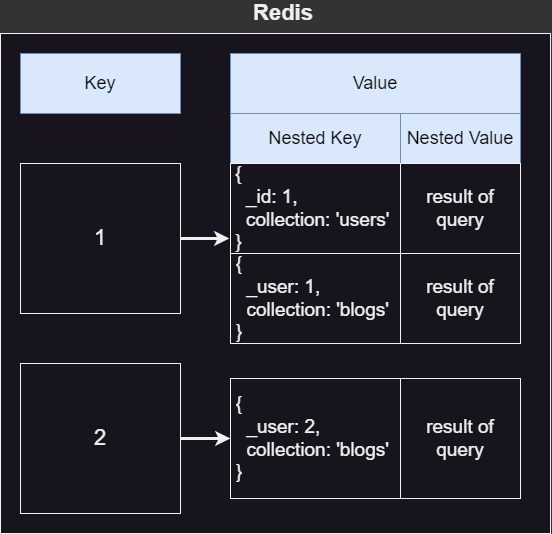 Redis
Key
Value
Nested Key
Nested Value
1
{
_id: 1,
collection: 'users'
}
result of
query
{
_user: 1,
collection: 'blogs'
}
result of
query
2
{
_user: 2,
collection: 'blogs'
}
result of
query